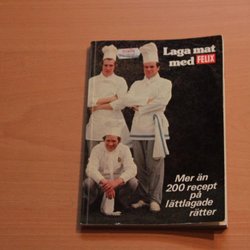 Laga mat
med FELIX
Mer än
200 recept
på
lättlagade
rätter